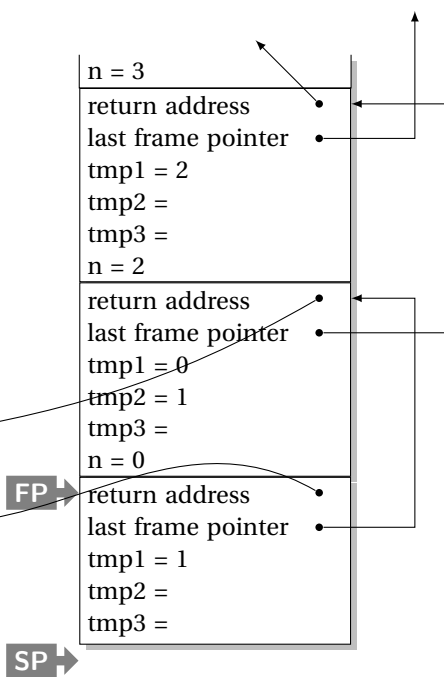 n = 3
return address
last frame pointer
tmp1 = 2
tmp2 =
tmp3 =
n = 2
return address
last frame pointer
tmp1 = 0
tmp2 = 1
tmp3 =
n = 0
FP
return address
last frame pointer
tmp1 = 1
tmp2 =
tmp3 =
SP